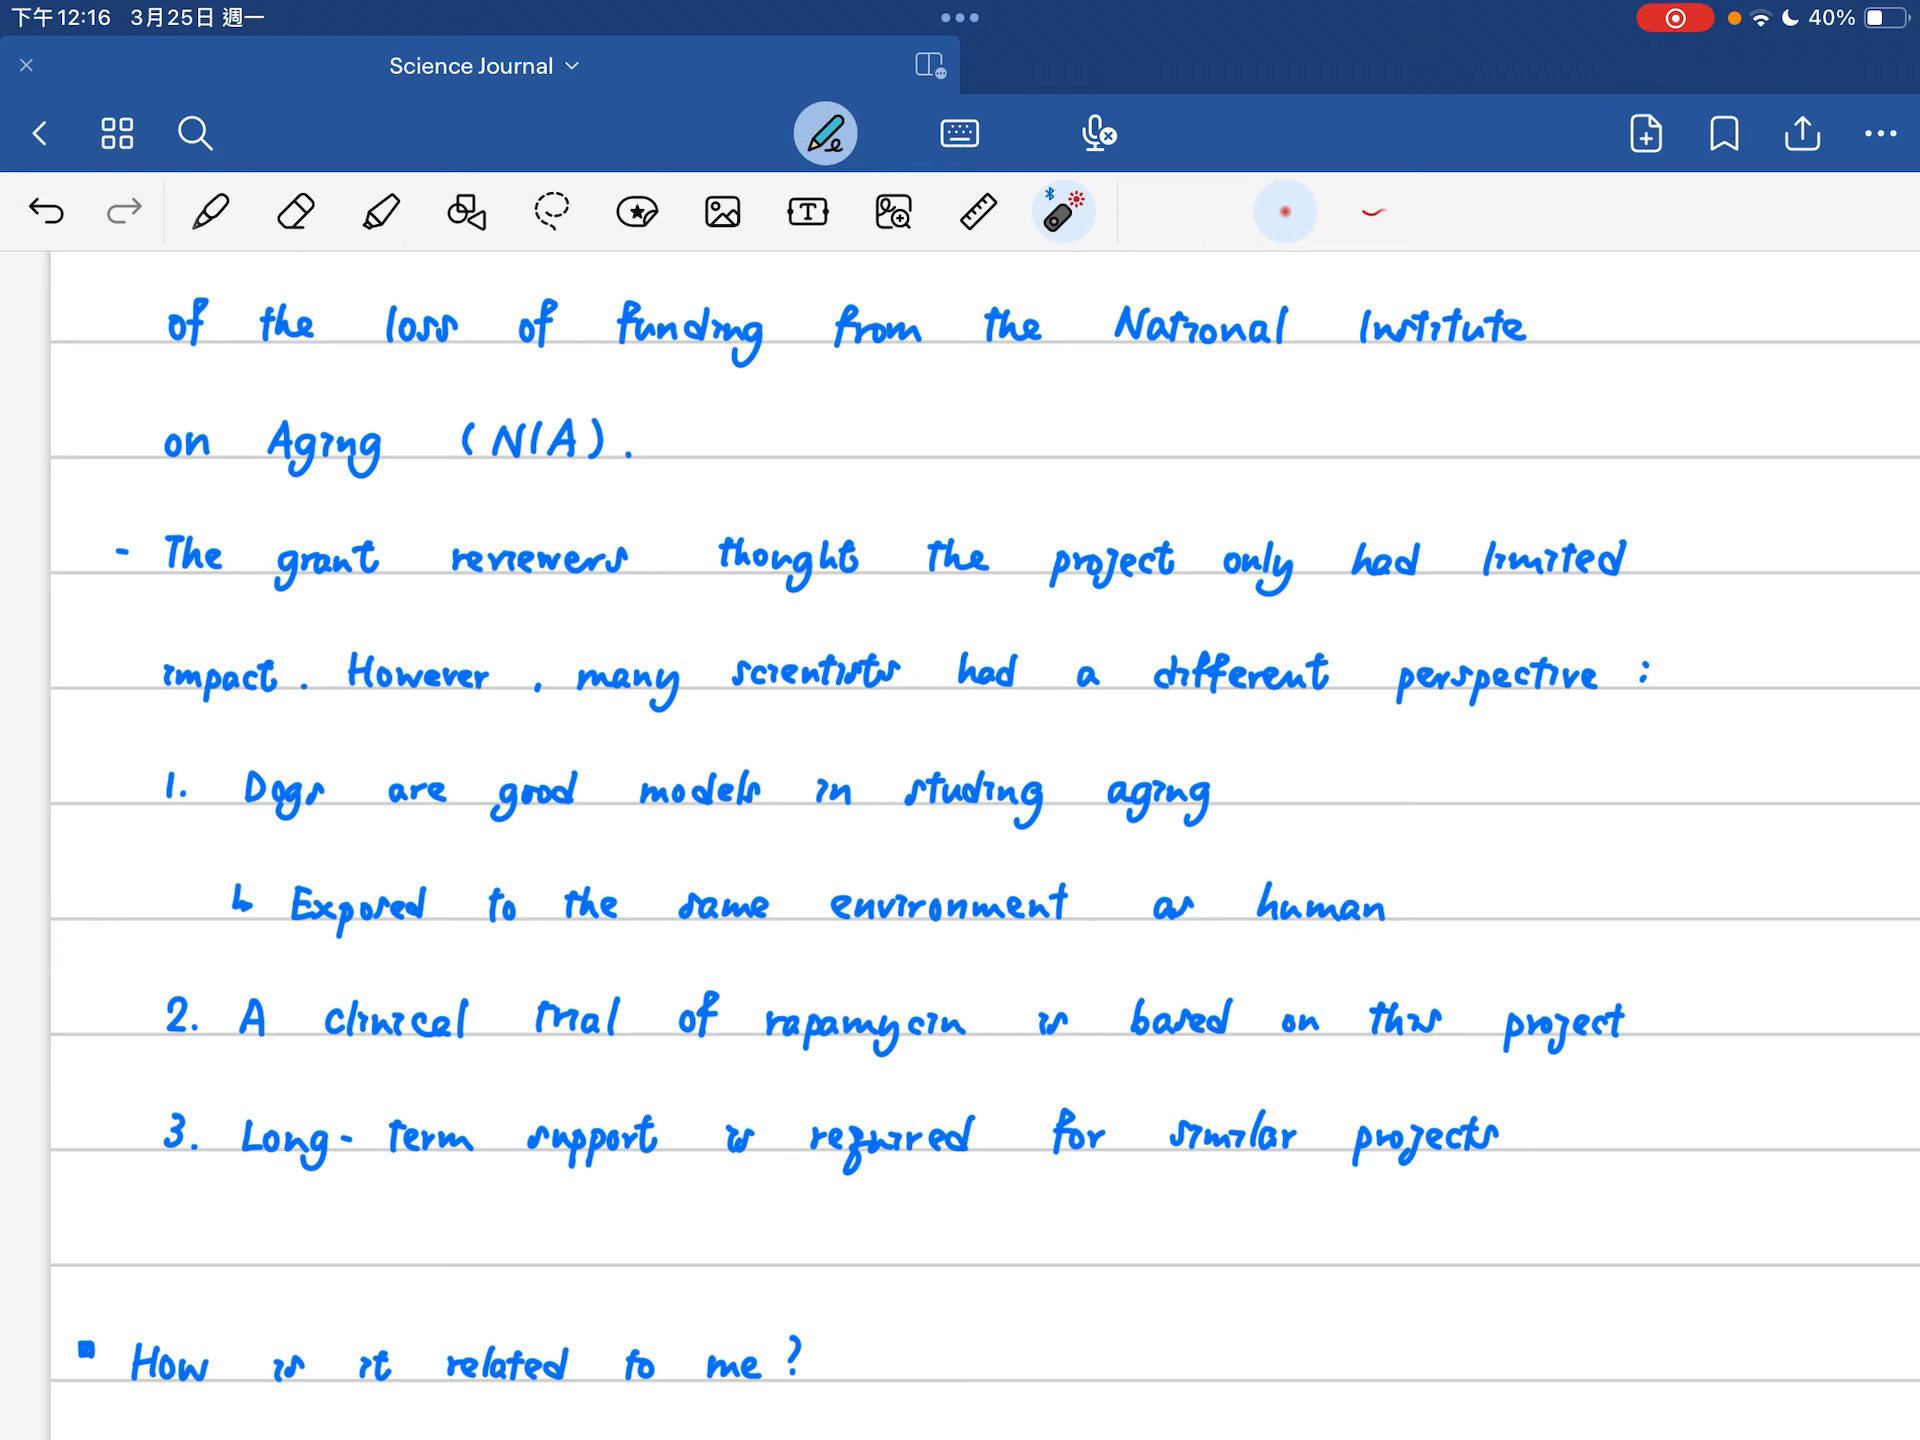 下午12:16 3月25日 週一
40%
Science Journal
of the loss of funding from the National Institute
on Aging (NIA).
- The grant reviewers thought the project only had limited
impact. However, many scientists had a different perspective:
1. Dogs are good models in studing aging
↳ Exposed to the same environment as human
2. A clinical trial of rapamycin is based on this project
3. Long-term support is required for similar projects
▪ How is it related to me?